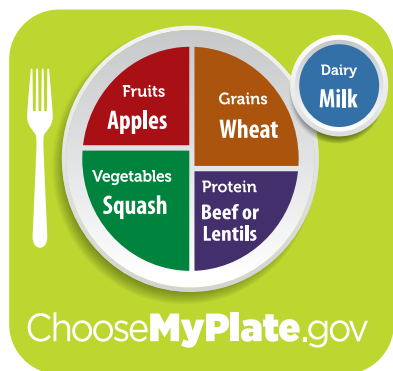 Fruits
Apples
Grains
Wheat
Dairy
Milk
Vegetables
Squash
Protein
Beef or
Lentils
ChooseMyPlate.gov